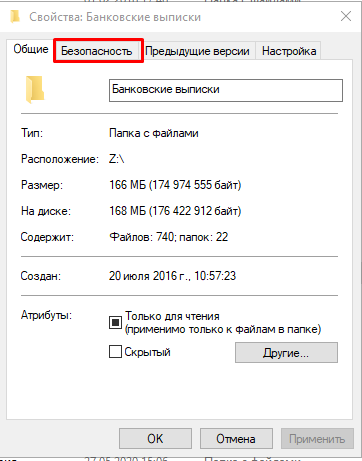 Свойства: Банковские выписки
Общие Безопасность Предыдущие версии Настройка
Банковские выписки
Тип: Папка с файлами
Расположение: Z:\
Размер: 166 МБ (174 974 555 байт)
На диске: 168 МБ (176 422 912 байт)
Содержит: Файлов: 740; папок: 22
Создан: 20 июля 2016 г., 10:57:23
Атрибуты: Только для чтения
(применимо только к файлам в папке)
Скрытый Другие...
ОК Отмена Применить